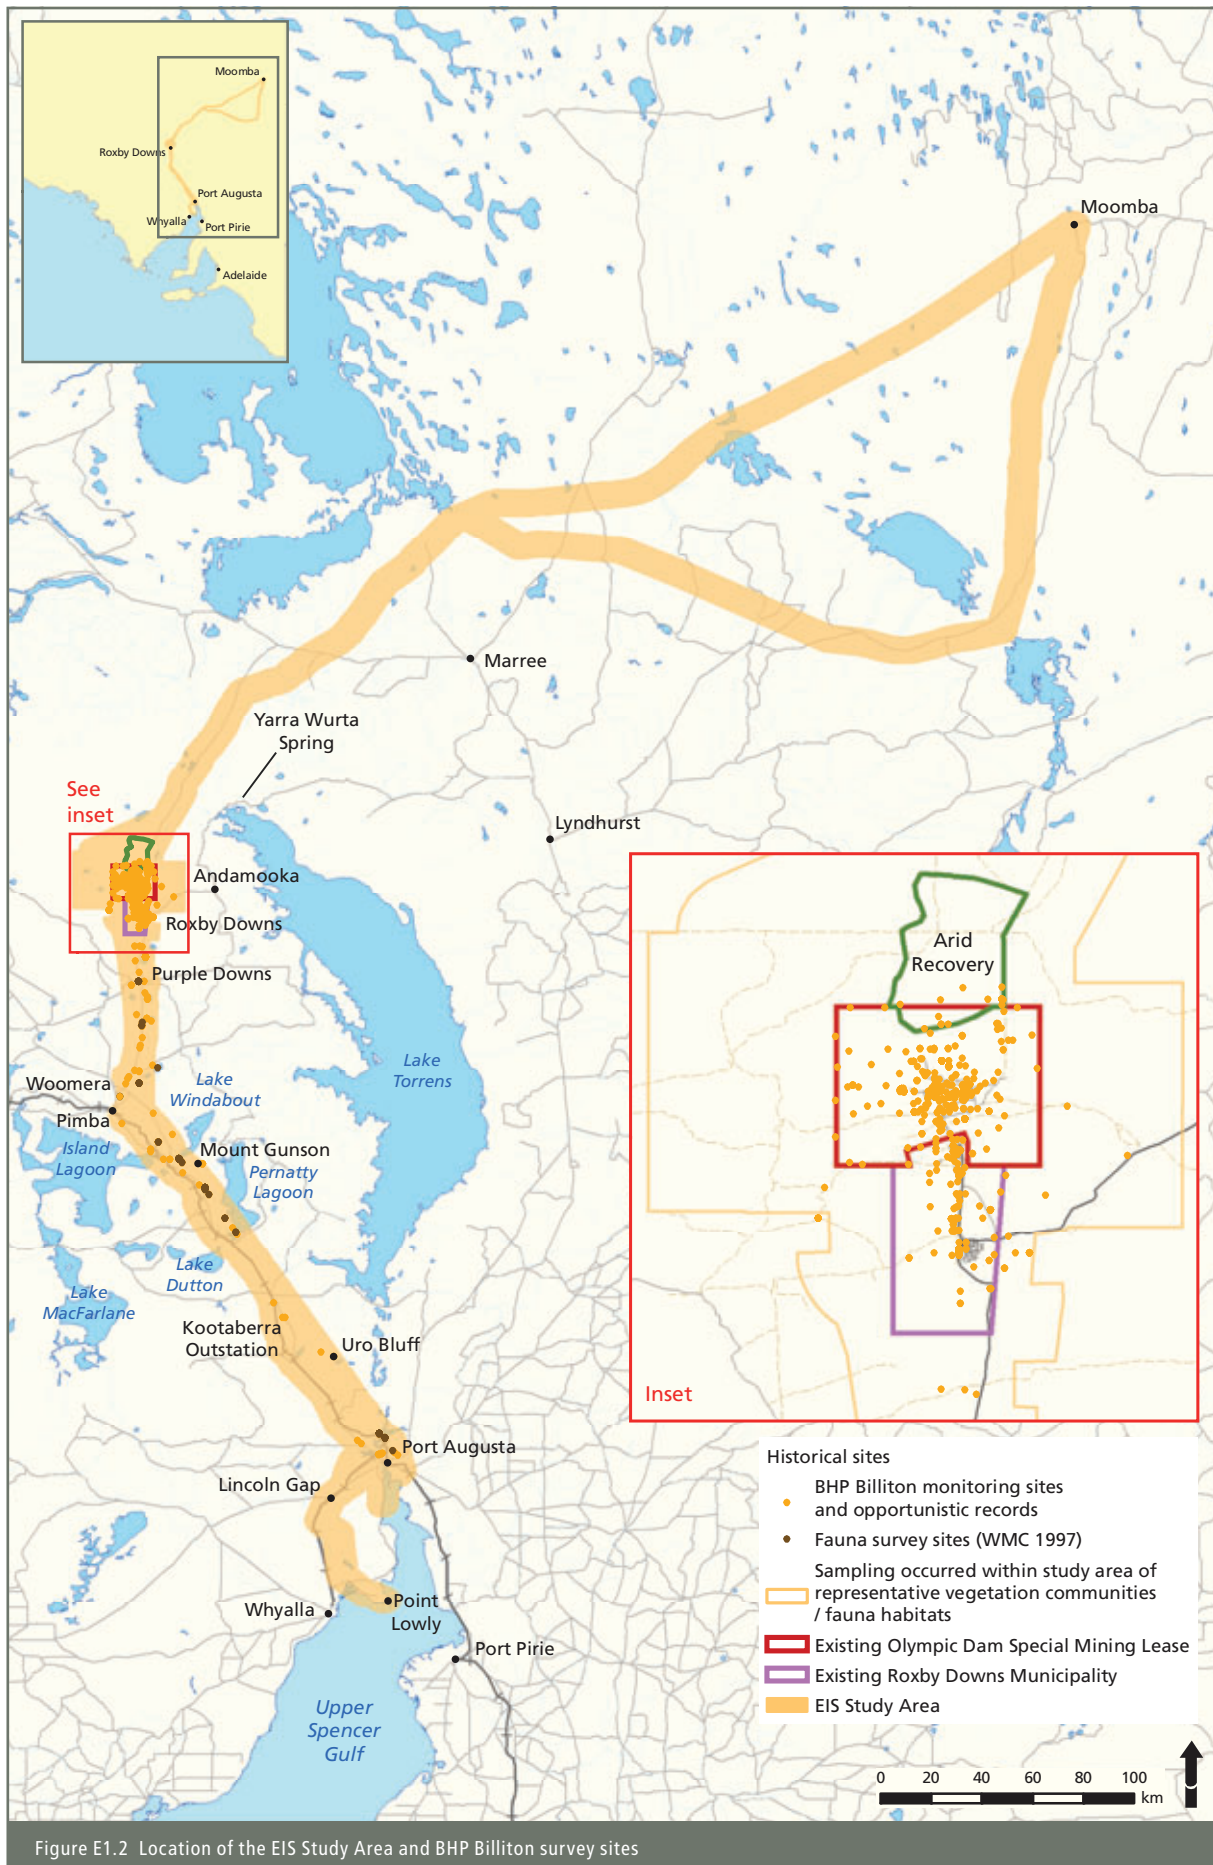 Moomba
Roxby Downs
Port Augusta
Whyalla
Port Pirie
Adelaide
Moomba
Marree
Yarra Wurta
Spring
See
inset
Lyndhurst
Andamooka
Roxby Downs
Arid
Recovery
Purple Downs
Lake
Torrens
Woomera
Lake
Windabout
Pimba
Island
Lagoon
Mount Gunson
Pernatty
Lagoon
Lake
Dutton
Lake
MacFarlane
Kootaberra
Outstation
Uro Bluff
Inset
Port Augusta
Lincoln Gap
Whyalla
Point
Lowly
Port Pirie
Upper
Spencer
Gulf
Historical sites
BHP Billiton monitoring sites
and opportunistic records
Fauna survey sites (WMC 1997)
Sampling occurred within study area of
representative vegetation communities
/ fauna habitats
Existing Olympic Dam Special Mining Lease
Existing Roxby Downs Municipality
EIS Study Area
0 20 40 60 80 100
km
Figure E1.2 Location of the EIS Study Area and BHP Billiton survey sites